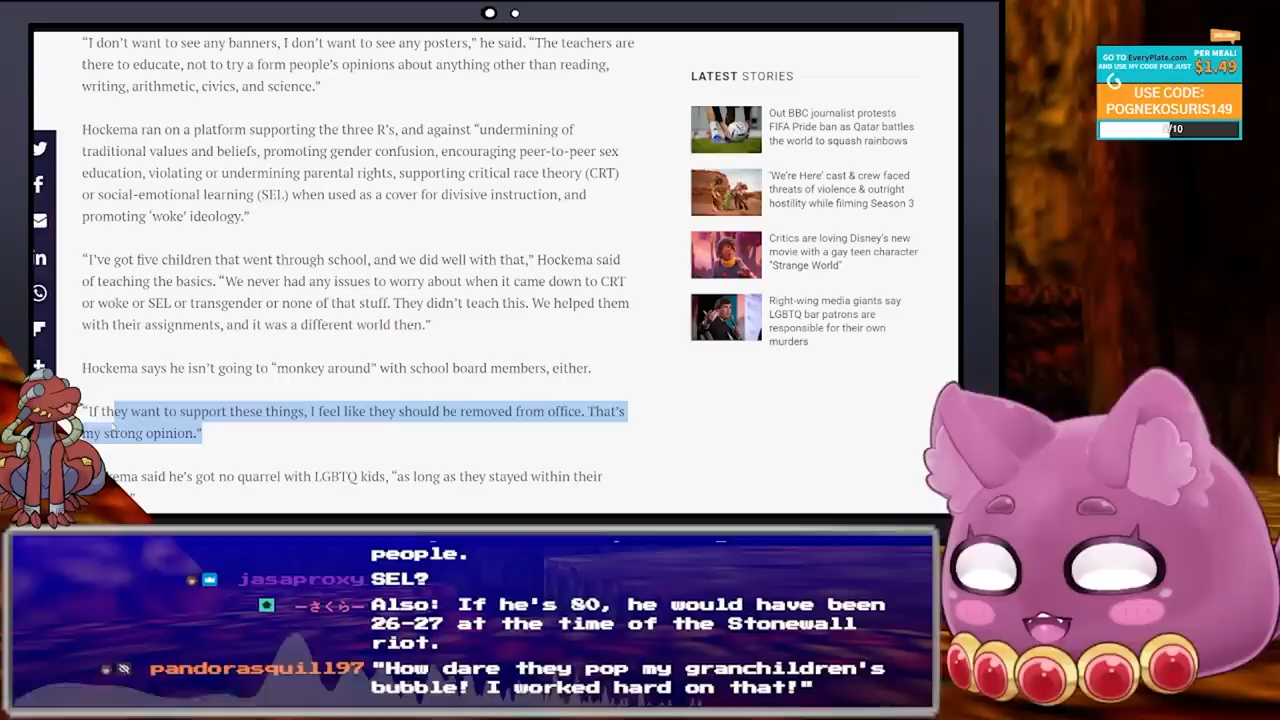 “I don’t want to see any banners, I don’t want to see any posters,” he said. “The teachers are
there to educate, not to try a form people’s opinions about anything other than reading,
writing, arithmetic, civics, and science.”
Hockema ran on a platform supporting the three R’s, and against “undermining of
traditional values and beliefs, promoting gender confusion, encouraging peer-to-peer sex
education, violating or undermining parental rights, supporting critical race theory (CRT)
or social-emotional learning (SEL) when used as a cover for divisive instruction, and
promoting ‘woke’ ideology.”
“I’ve got five children that went through school, and we did well with that,” Hockema said
of teaching the basics. “We never had any issues to worry about when it came down to CRT
or woke or SEL or transgender or none of that stuff. They didn’t teach this. We helped them
with their assignments, and it was a different world then.”
Hockema says he isn’t going to “monkey around” with school board members, either.
“If they want to support these things, I feel like they should be removed from office. That’s
my strong opinion.”
said he’s got no quarrel with LGBTQ kids, “as long as they stayed within their
LATEST STORIES
Out BBC journalist protests
FIFA Pride ban as Qatar battles
the world to squash rainbows
‘We’re Here’ cast & crew faced
threats of violence & outright
hostility while filming Season 3
Critics are loving Disney’s new
movie with a gay teen character
“Strange World”
Right-wing media giants say
LGBTQ bar patrons are
responsible for their own
murders
GO TO EveryPlate.com
AND USE MY CODE FOR JUST
PER MEAL!
$1.49
USE CODE:
POGNEKOSURIS149
/10
people.
jasaproxy SEL?
ーさくらー Also: If he's 80, he would have been
26-27 at the time of the Stonewall
riot.
pandorasquill97 "How dare they pop my granchildren's
bubble! I worked hard on that!"